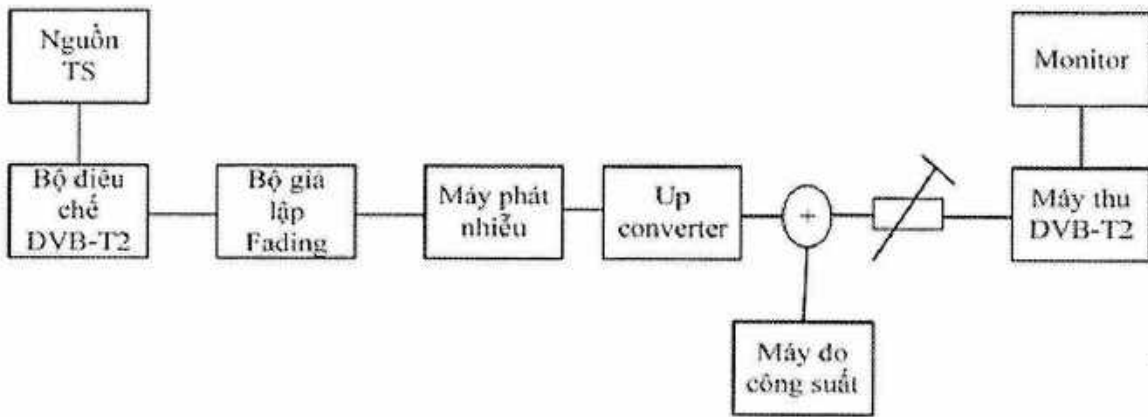 Nguồn
TS
Monitor
Bộ điều
chế
DVB-T2
Bộ giả
lập
Fading
Máy phát
nhiễu
Up
converter
+
Máy thu
DVB-T2
Máy đo
công suất